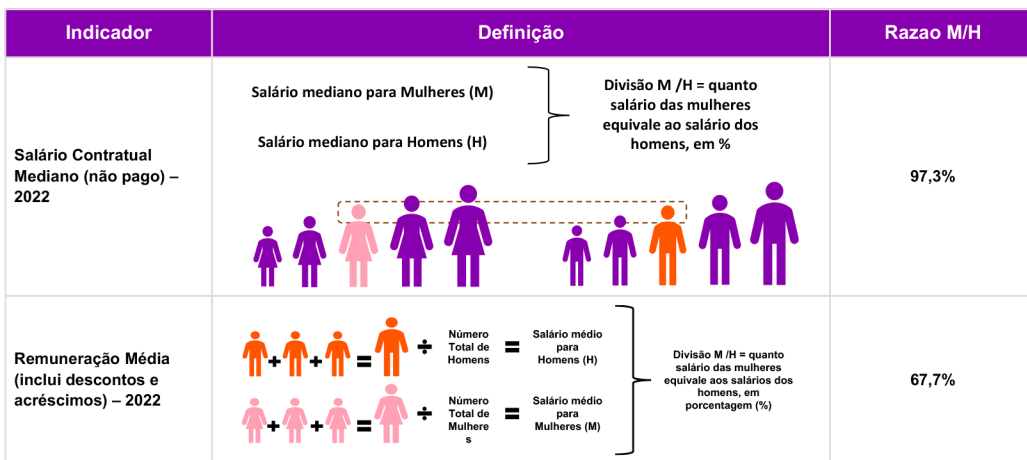 Indicador
Definição
Razao M/H
Salário Contratual
Mediano (não pago) –
2022
Salário mediano para Mulheres (M)
Salário mediano para Homens (H)
Divisão M /H = quanto
salário das mulheres
equivale ao salário dos
homens, em %
97,3%
Remuneração Média
(inclui descontos e
acréscimos) – 2022
+ + = ÷
Número
Total de
Homens
=
Salário médio
para
Homens (H)
+ + = ÷
Número
Total de
Mulhere
s
=
Salário médio
para
Mulheres (M)
Divisão M /H = quanto
salário das mulheres
equivale aos salários dos
homens, em
porcentagem (%)
67,7%